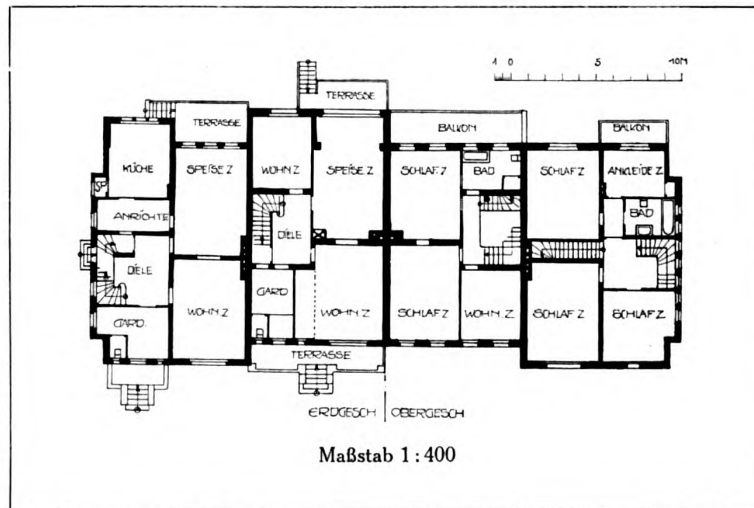 1 0 5 10M
TERRASSE
TERRASSE
BALKON
BALKON
KÜCHE
SPEISE Z
WOHN Z
SPEISE Z
SCHLAF. Z
BAD
SCHLAF Z
ANKLEIDE Z.
SP
ANRICHTE
BAD
DIELE
DIELE
GARD.
WOHN. Z
GARD
WOHN. Z
SCHLAF Z
WOHN. Z.
SCHLAF Z
SCHLAF Z.
TERRASSE
ERDGESCH OBERGESCH
Maßstab 1 : 400